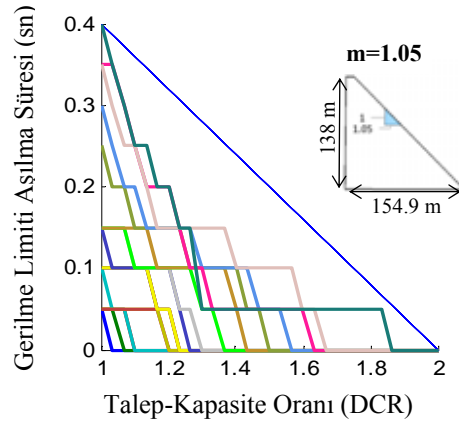 Gerilme Limiti Aşılma Süresi (sn)
0.4
0.3
0.2
0.1
0
1
1.2
1.4
1.6
1.8
2
Talep-Kapasite Oranı (DCR)
m=1.05
138 m
1
1.05
154.9 m